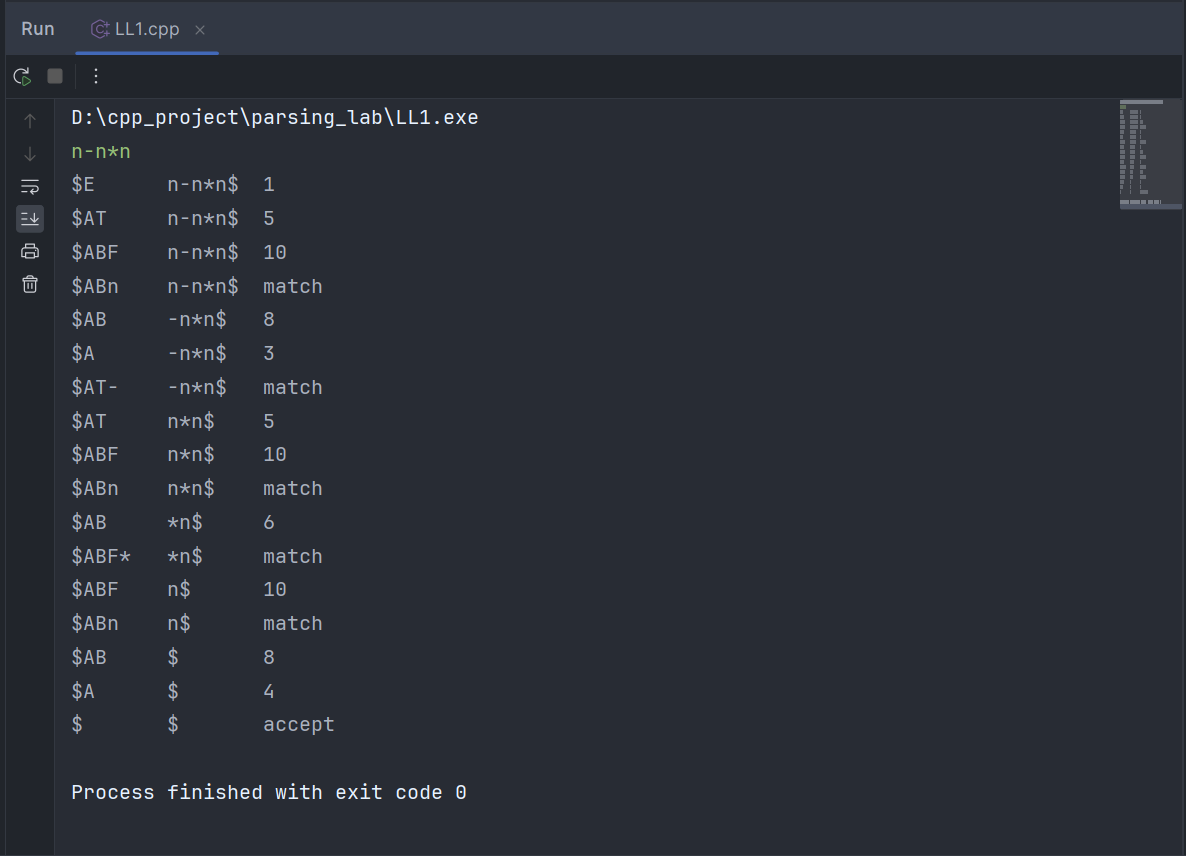 Run LL1.cpp
D:\cpp_project\parsing_lab\LL1.exe
n-n*n
$E n-n*n$ 1
$AT n-n*n$ 5
$ABF n-n*n$ 10
$ABn n-n*n$ match
$AB -n*n$ 8
$A -n*n$ 3
$AT- -n*n$ match
$AT n*n$ 5
$ABF n*n$ 10
$ABn n*n$ match
$AB *n$ 6
$ABF* *n$ match
$ABF n$ 10
$ABn n$ match
$AB $ 8
$A $ 4
$ $ accept
Process finished with exit code 0